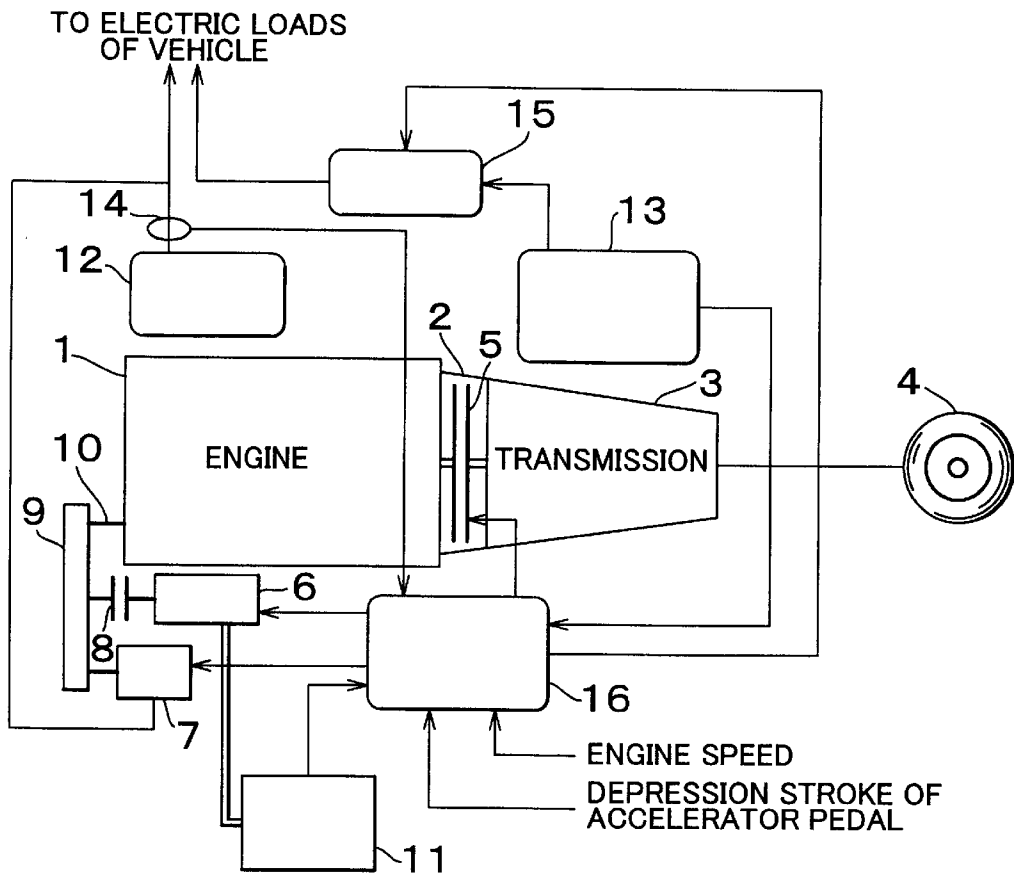 TO ELECTRIC LOADS
OF VEHICLE
15
14
13
12
2
5
1
3
4
ENGINE
TRANSMISSION
10
9
6
8
16
7
ENGINE SPEED
DEPRESSION STROKE OF
ACCELERATOR PEDAL
11